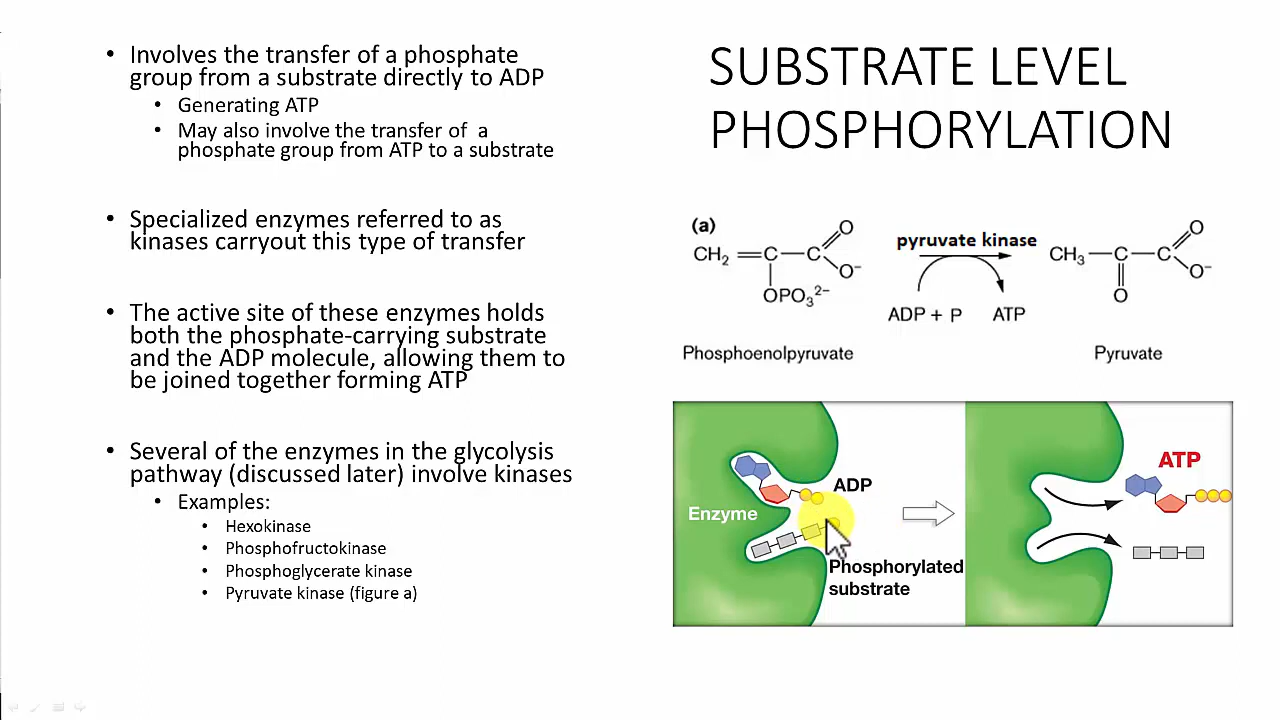 • Involves the transfer of a phosphate
group from a substrate directly to ADP
• Generating ATP
• May also involve the transfer of a
phosphate group from ATP to a substrate
• Specialized enzymes referred to as
kinases carryout this type of transfer
• The active site of these enzymes holds
both the phosphate-carrying substrate
and the ADP molecule, allowing them to
be joined together forming ATP
• Several of the enzymes in the glycolysis
pathway (discussed later) involve kinases
• Examples:
• Hexokinase
• Phosphofructokinase
• Phosphoglycerate kinase
• Pyruvate kinase (figure a)
SUBSTRATE LEVEL
PHOSPHORYLATION
(a)
CH₂ ═ C — C O
O⁻
OPO₃²⁻
pyruvate kinase
ADP + P ATP
CH₃ — C — C O
O⁻
O
Phosphoenolpyruvate
Pyruvate
ADP
Enzyme
Phosphorylated
substrate
ATP